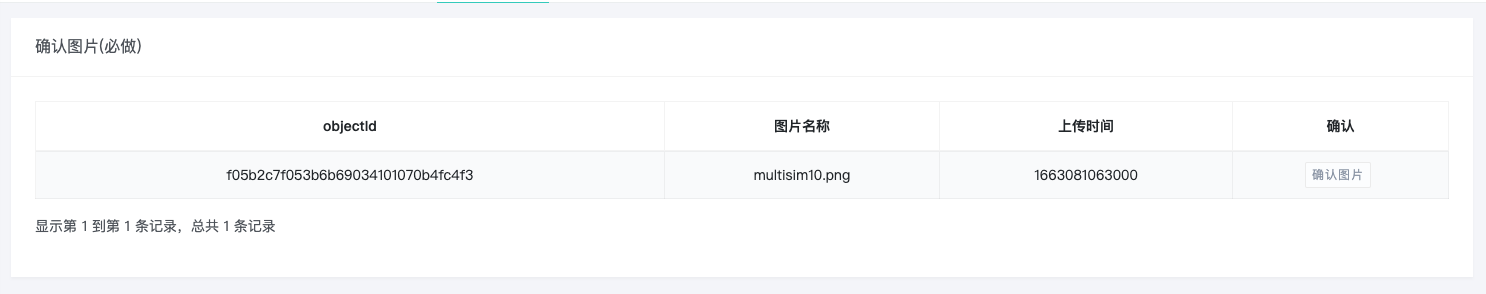 确认图片(必做)
objectId 图片名称 上传时间 确认
f05b2c7f053b6b69034101070b4fc4f3 multisim10.png 1663081063000 确认图片
显示第 1 到第 1 条记录，总共 1 条记录